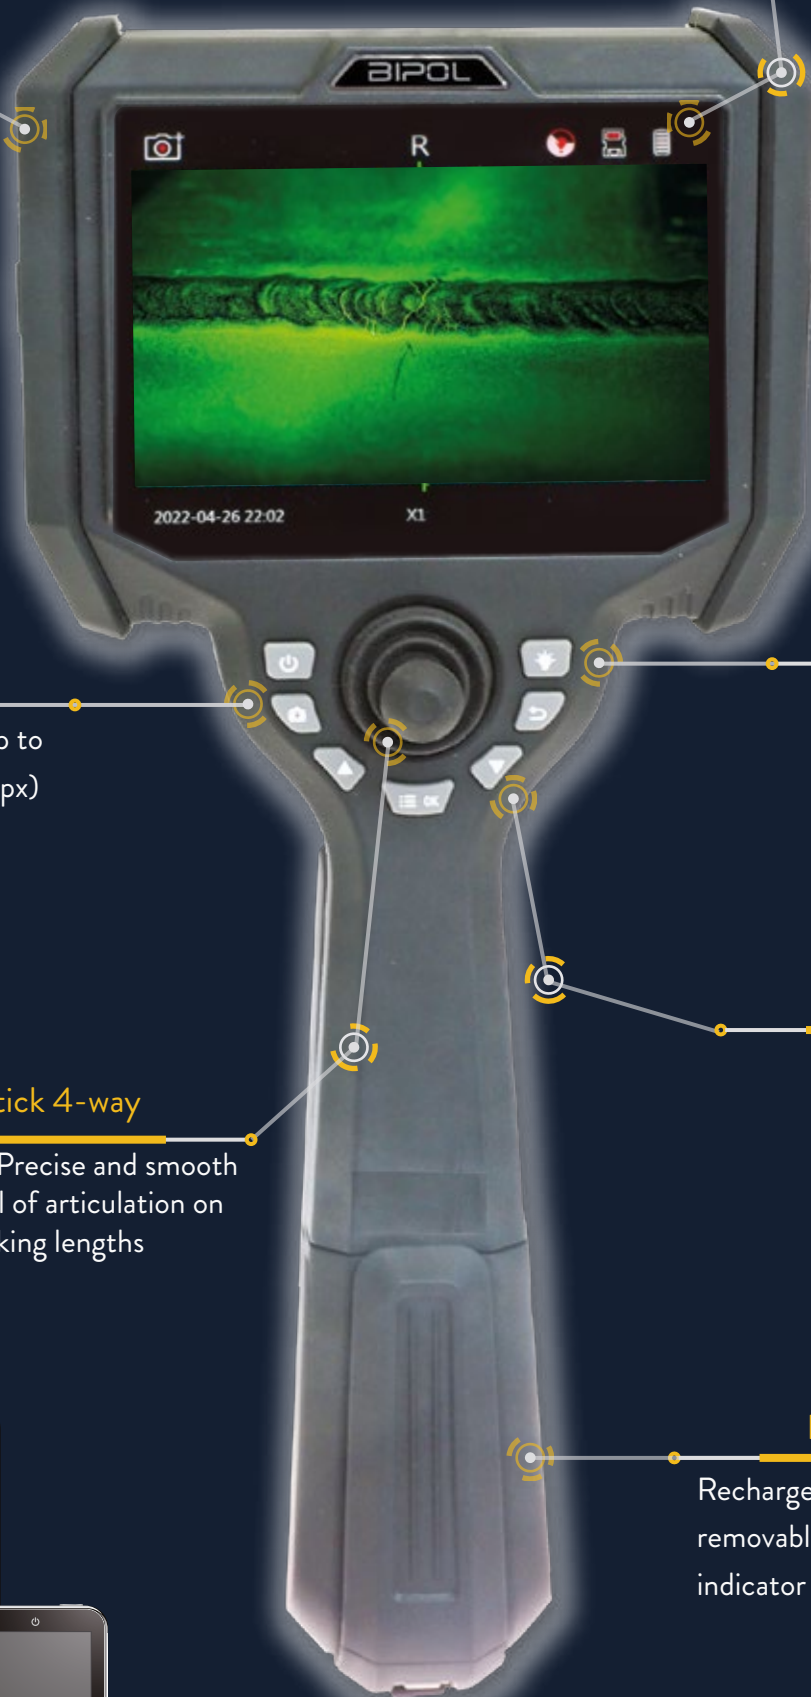 BIPOL
R
2022-04-26 22:02
X1
OK
to
px)
tick 4-way
Precise and smooth
l of articulation on
king lengths
Recharge
removabl
indicator